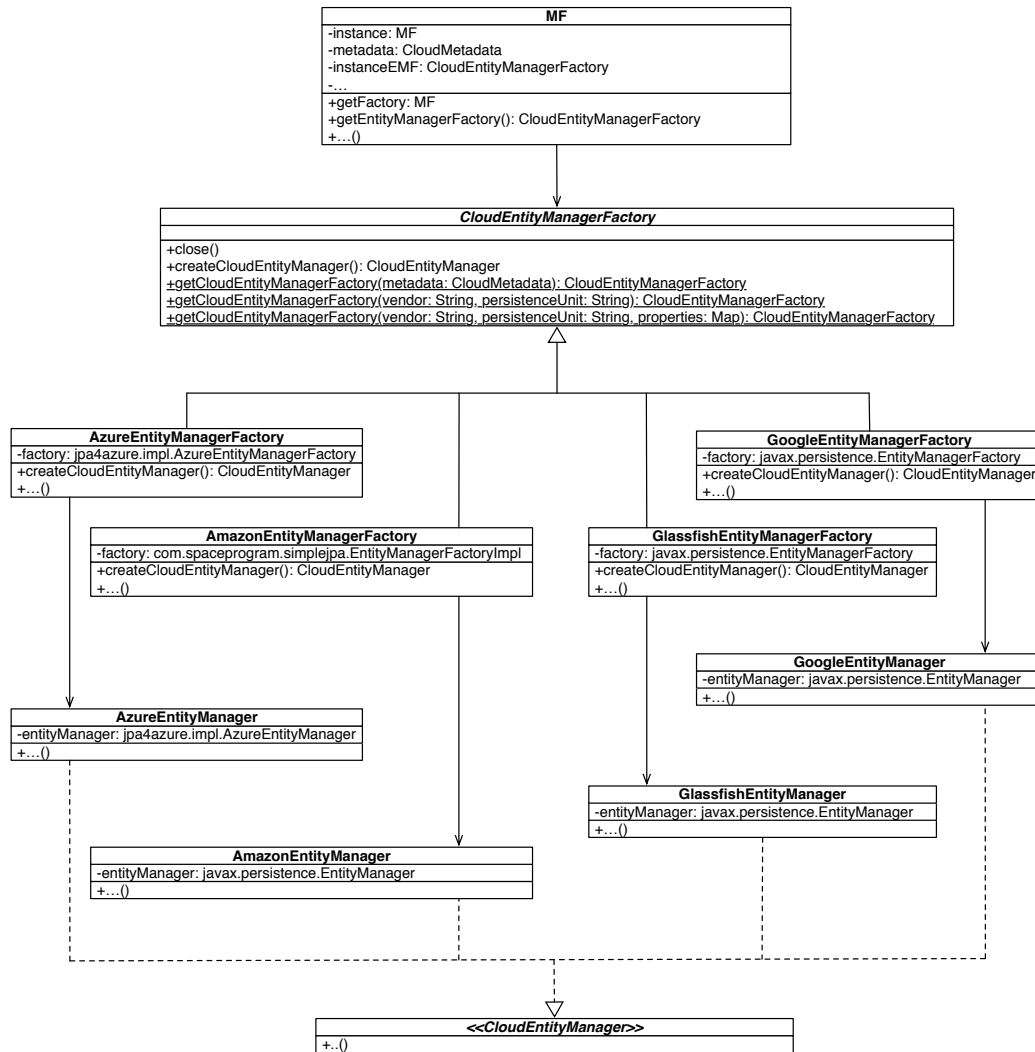 MF
-instance: MF
-metadata: CloudMetadata
-instanceEMF: CloudEntityManagerFactory
-...
+getFactory: MF
+getEntityManagerFactory(): CloudEntityManagerFactory
+...()
CloudEntityManagerFactory
+close()
+createCloudEntityManager(): CloudEntityManager
+getCloudEntityManagerFactory(metadata: CloudMetadata): CloudEntityManagerFactory
+getCloudEntityManagerFactory(vendor: String, persistenceUnit: String): CloudEntityManagerFactory
+getCloudEntityManagerFactory(vendor: String, persistenceUnit: String, properties: Map): CloudEntityManagerFactory
AzureEntityManagerFactory
-factory: jpa4azure.impl.AzureEntityManagerFactory
+createCloudEntityManager(): CloudEntityManager
+...()
GoogleEntityManagerFactory
-factory: javax.persistence.EntityManagerFactory
+createCloudEntityManager(): CloudEntityManager
+...()
AmazonEntityManagerFactory
-factory: com.spaceprogram.simplejpa.EntityManagerFactoryImpl
+createCloudEntityManager(): CloudEntityManager
+...()
GlassfishEntityManagerFactory
-factory: javax.persistence.EntityManagerFactory
+createCloudEntityManager(): CloudEntityManager
+...()
GoogleEntityManager
-entityManager: javax.persistence.EntityManager
+...()
AzureEntityManager
-entityManager: jpa4azure.impl.AzureEntityManager
+...()
GlassfishEntityManager
-entityManager: javax.persistence.EntityManager
+...()
AmazonEntityManager
-entityManager: javax.persistence.EntityManager
+...()
<<CloudEntityManager>>
+..()